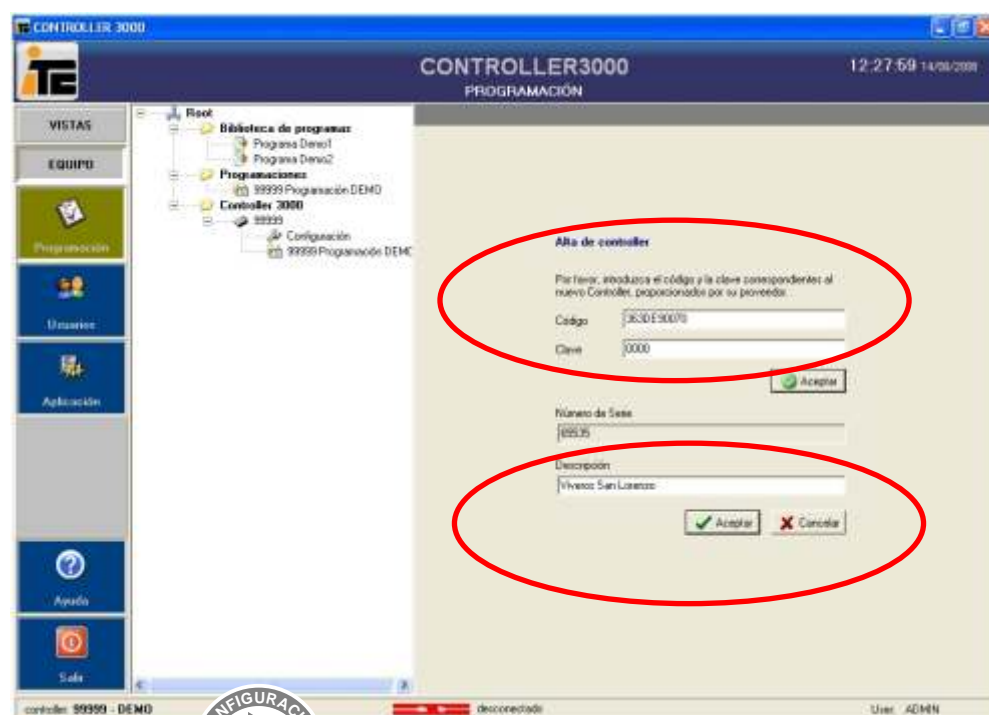 CONTROLLER 3000
CONTROLLER3000
PROGRAMACIÓN
12:27:59
VISTAS
EQUIPO
Programación
Usuarios
Aplicación
Ayuda
Salir
Root
Biblioteca de programas
Programa Demo1
Programa Demo2
Programaciones
99999 Programación DEMO
Controller 3000
99999
Configuración
99999 Programación DEMO
Alta de controller
Por favor, introduzca el código y la clave correspondientes al
nuevo Controller, proporcionados por su proveedor.
Código
363DE90070
Clave
0000
Aceptar
Número de Serie
Descripción
Viveros San Lorenzo
Aceptar
Cancelar
controller 99999 - DEMO
desconectado
User: ADMIN